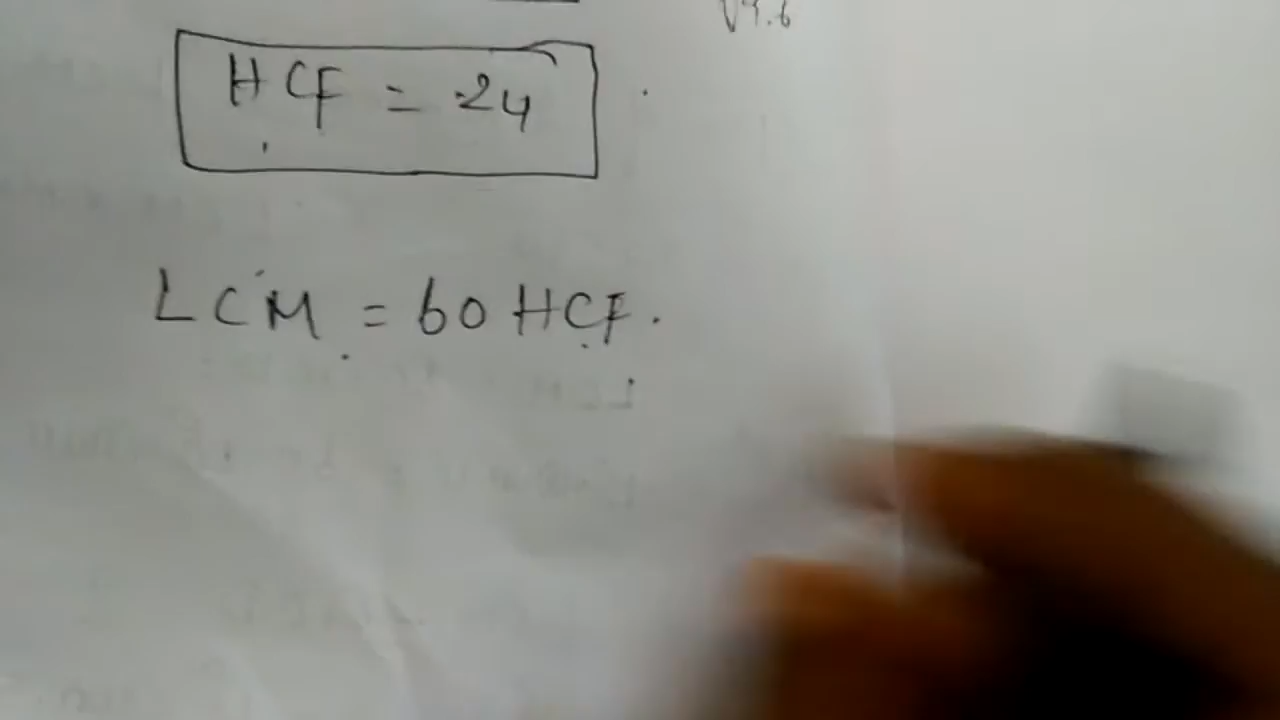 HCF = 24
LCM = 60 HCF.